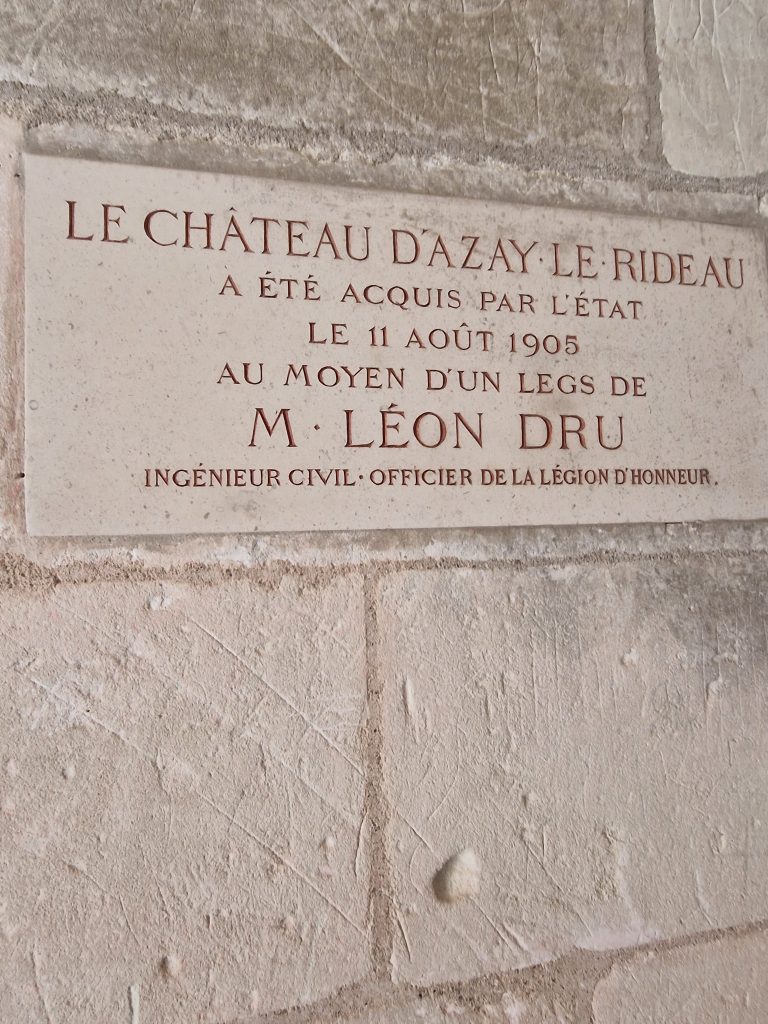 LE CHÂTEAU D'AZAY·LE·RIDEAU
A ÉTÉ ACQUIS PAR L'ÉTAT
LE 11 AOÛT 1905
AU MOYEN D'UN LEGS DE
M· LÉON DRU
INGÉNIEUR CIVIL·OFFICIER DE LA LÉGION D'HONNEUR.